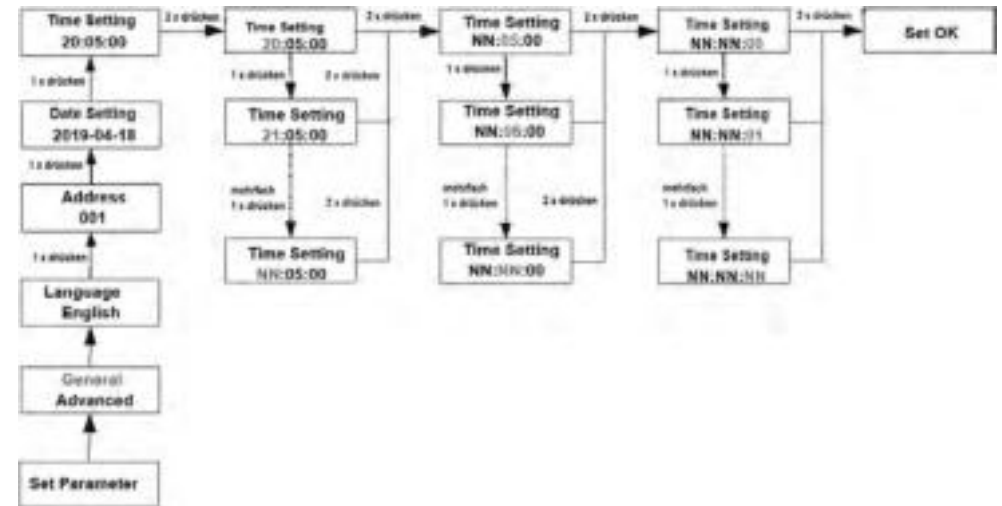 Time Setting
20:05:00
2 x drücken
Time Setting
20:05:00
2 x drücken
Time Setting
NN:05:00
2 x drücken
Time Setting
NN:NN:00
2 x drücken
Set OK
1 x drücken
1 x drücken
2 x drücken
1 x drücken
1 x drücken
Date Setting
2019-04-18
Time Setting
21:05:00
Time Setting
NN:06:00
Time Setting
NN:NN:01
1 x drücken
Address
001
mehrfach
1 x drücken
2 x drücken
mehrfach
1 x drücken
2 x drücken
mehrfach
1 x drücken
1 x drücken
Time Setting
NN:05:00
Time Setting
NN:NN:00
Time Setting
NN:NN:NN
Language
English
General
Advanced
Set Parameter